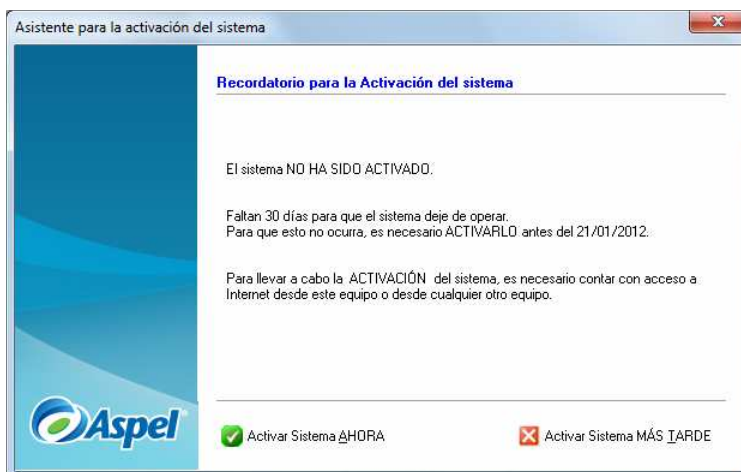 Asistente para la activación del sistema
Recordatorio para la Activación del sistema
El sistema NO HA SIDO ACTIVADO.
Faltan 30 días para que el sistema deje de operar.
Para que esto no ocurra, es necesario ACTIVARLO antes del 21/01/2012.
Para llevar a cabo la ACTIVACIÓN del sistema, es necesario contar con acceso a
Internet desde este equipo o desde cualquier otro equipo.
Aspel
Activar Sistema AHORA
Activar Sistema MÁS TARDE